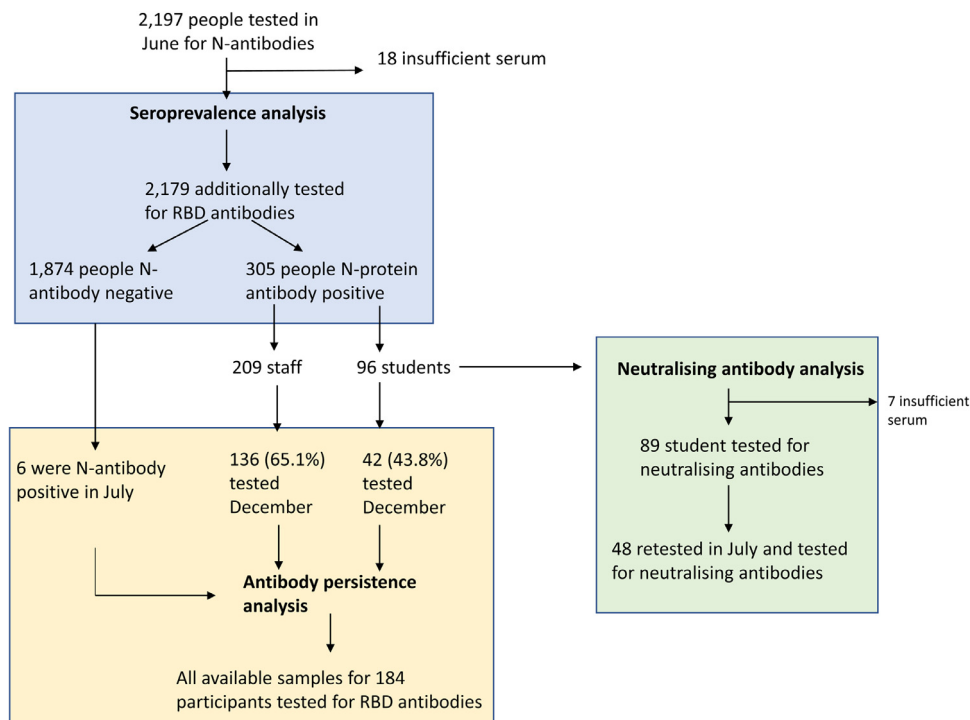 2,197 people tested in
June for N-antibodies
18 insufficient serum
Seroprevalence analysis
2,179 additionally tested
for RBD antibodies
1,874 people N-
antibody negative
305 people N-protein
antibody positive
209 staff
96 students
Neutralising antibody analysis
7 insufficient
serum
89 student tested for
neutralising antibodies
48 retested in July and tested
for neutralising antibodies
6 were N-antibody
positive in July
136 (65.1%)
tested
December
42 (43.8%)
tested
December
Antibody persistence
analysis
All available samples for 184
participants tested for RBD antibodies